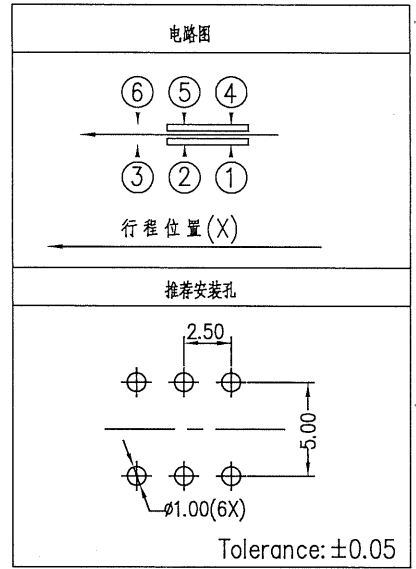 电路图
⑥ ⑤ ④
③ ② ①
行程位置(X)
推荐安装孔
2.50
5.00
ø1.00(6X)
Tolerance: ±0.05